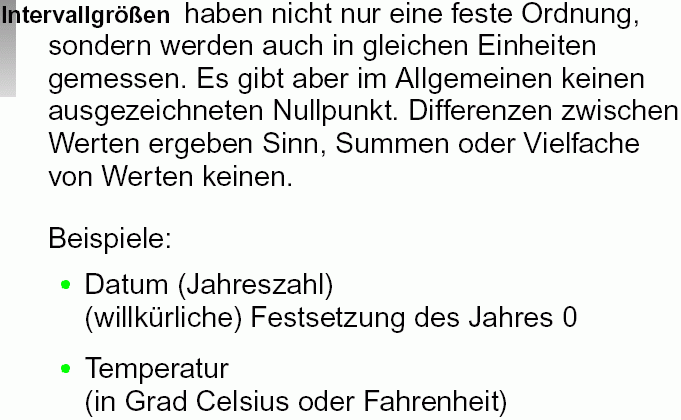 Intervallgrößen haben nicht nur eine feste Ordnung,
sondern werden auch in gleichen Einheiten
gemessen. Es gibt aber im Allgemeinen keinen
ausgezeichneten Nullpunkt. Differenzen zwischen
Werten ergeben Sinn, Summen oder Vielfache
von Werten keinen.
Beispiele:
• Datum (Jahreszahl)
(willkürliche) Festsetzung des Jahres 0
• Temperatur
(in Grad Celsius oder Fahrenheit)